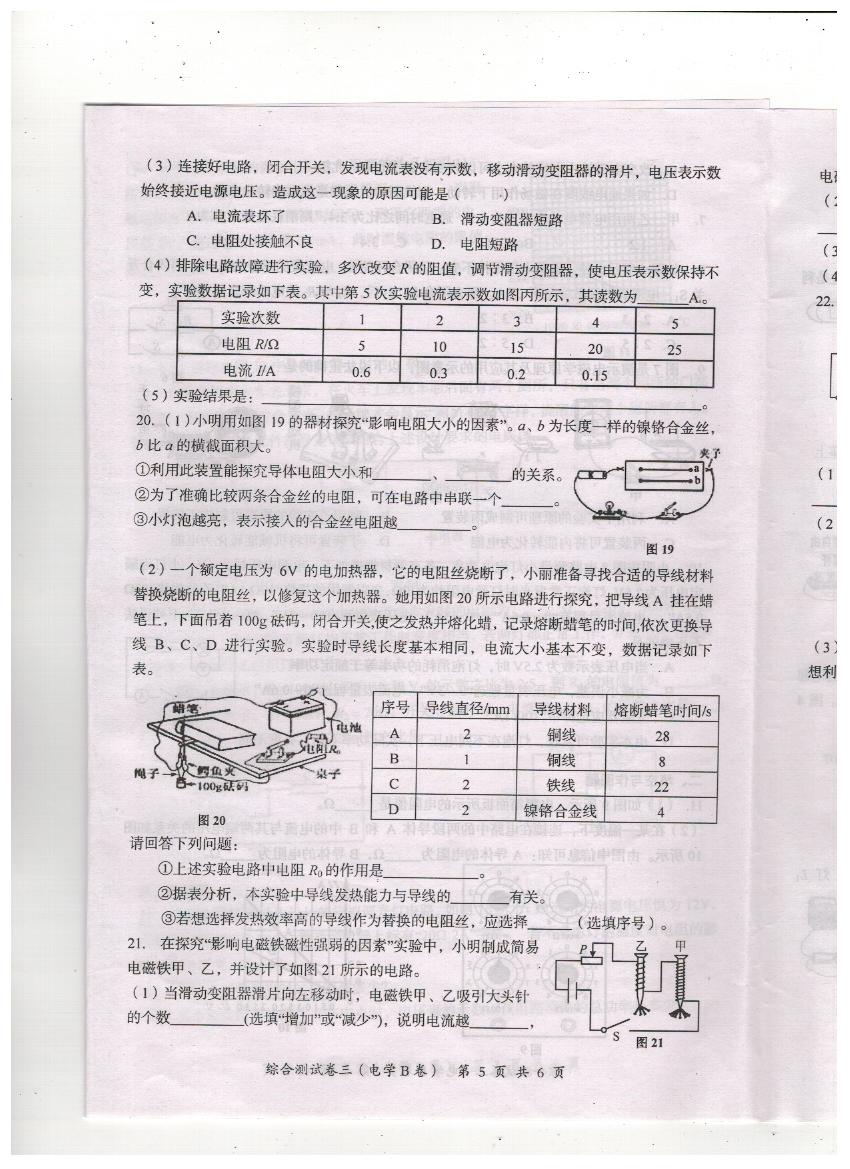 （3）连接好电路，闭合开关，发现电流表没有示数，移动滑动变阻器的滑片，电压表示数
始终接近电源电压。造成这一现象的原因可能是（ ）
A. 电流表坏了 B. 滑动变阻器短路
C. 电阻处接触不良 D. 电阻短路
（4）排除电路故障进行实验，多次改变 R 的阻值，调节滑动变阻器，使电压表示数保持不
变，实验数据记录如下表。其中第 5 次实验电流表示数如图丙所示，其读数为______A。
实验次数 1 2 3 4 5
电阻 R/Ω 5 10 15 20 25
电流 I/A 0.6 0.3 0.2 0.15
（5）实验结果是：______。
20.（1）小明用如图 19 的器材探究“影响电阻大小的因素”。a、b 为长度一样的镍铬合金丝，
b 比 a 的横截面积大。
①利用此装置能探究导体电阻大小和______、______的关系。
②为了准确比较两条合金丝的电阻，可在电路中串联一个______。
③小灯泡越亮，表示接入的合金丝电阻越______。
夹子
a
b
图 19
（2）一个额定电压为 6V 的电加热器，它的电阻丝烧断了，小丽准备寻找合适的导线材料
替换烧断的电阻丝，以修复这个加热器。她用如图 20 所示电路进行探究，把导线 A 挂在蜡
笔上，下面吊着 100g 砝码，闭合开关,使之发热并熔化蜡，记录熔断蜡笔的时间,依次更换导
线 B、C、D 进行实验。实验时导线长度基本相同，电流大小基本不变，数据记录如下
表。
蜡笔
电池
电阻R₀
绳子
鳄鱼夹
桌子
100g砝码
图 20
序号 导线直径/mm 导线材料 熔断蜡笔时间/s
A 2 铜线 28
B 1 铜线 8
C 2 铁线 22
D 2 镍铬合金线 4
请回答下列问题：
①上述实验电路中电阻 R₀ 的作用是______。
②据表分析，本实验中导线发热能力与导线的______有关。
③若想选择发热效率高的导线作为替换的电阻丝，应选择______（选填序号）。
21. 在探究“影响电磁铁磁性强弱的因素”实验中，小明制成简易
电磁铁甲、乙，并设计了如图 21 所示的电路。
（1）当滑动变阻器滑片向左移动时，电磁铁甲、乙吸引大头针
的个数______(选填“增加”或“减少”)，说明电流越______，
P 乙 甲
S
图 21
综合测试卷三（电学 B 卷） 第 5 页 共 6 页
22.
（1
（2
（3）
想利